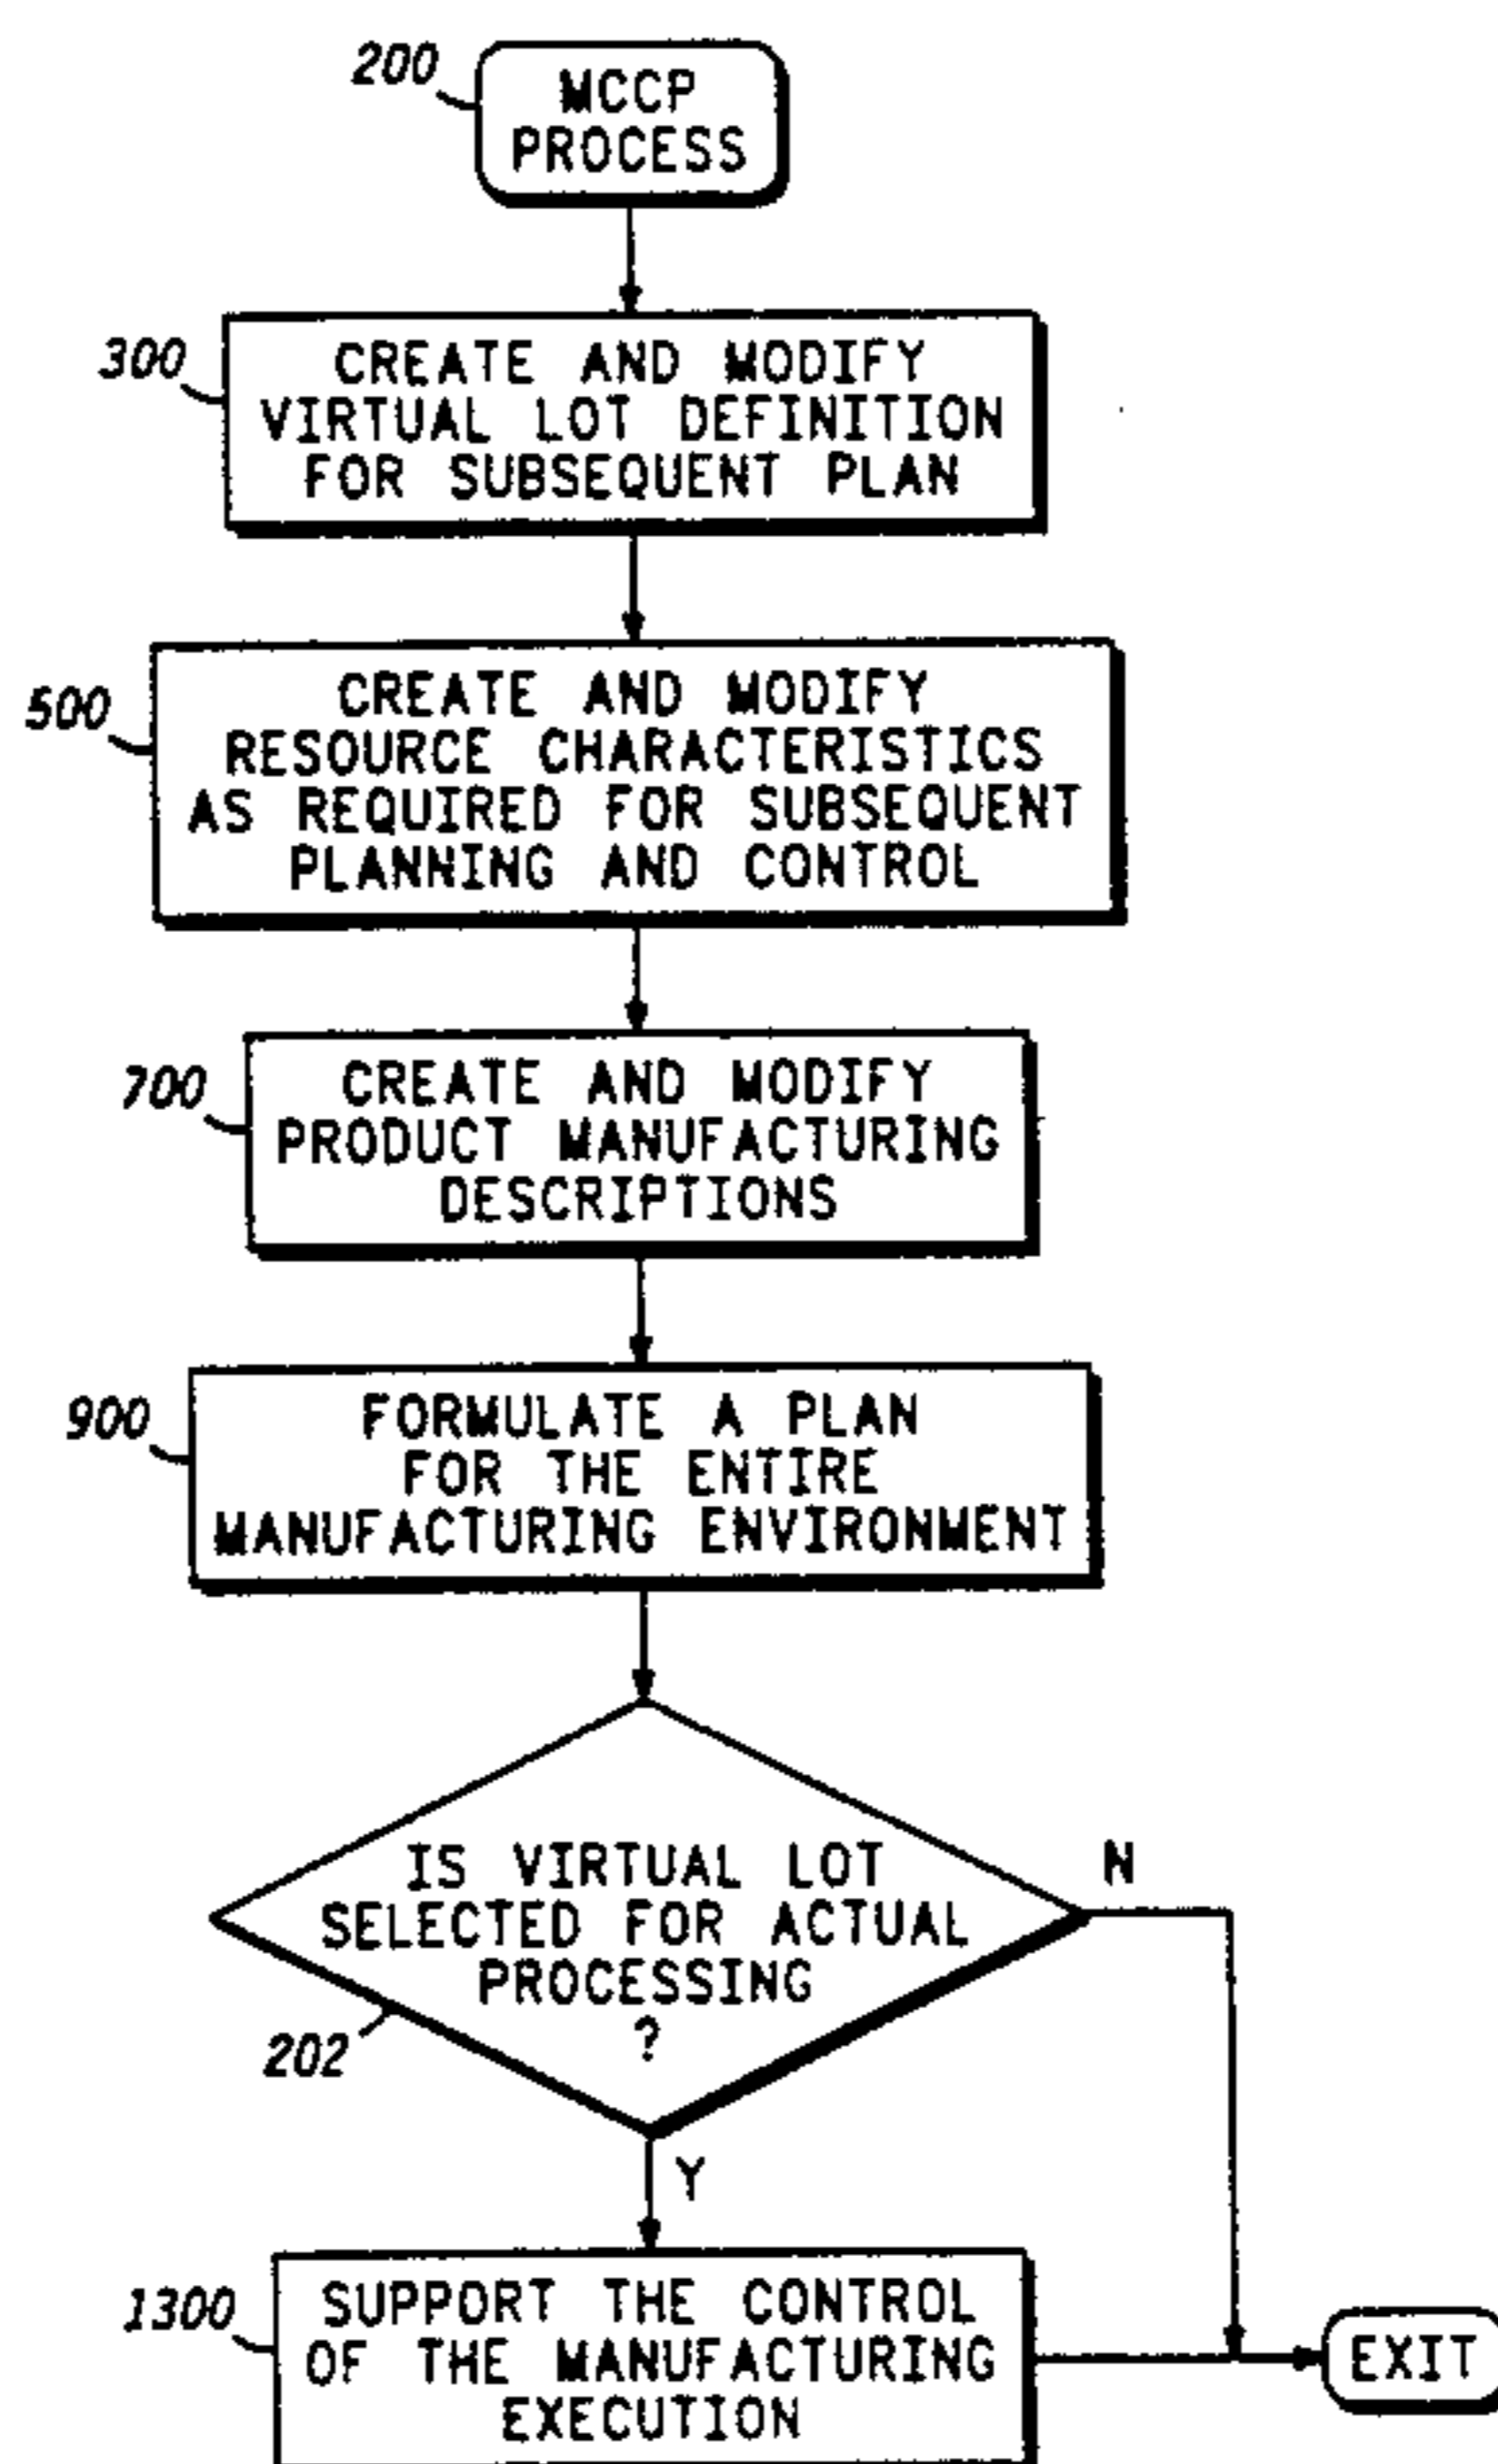 200
MCCP
PROCESS
300
CREATE AND MODIFY
VIRTUAL LOT DEFINITION
FOR SUBSEQUENT PLAN
500
CREATE AND MODIFY
RESOURCE CHARACTERISTICS
AS REQUIRED FOR SUBSEQUENT
PLANNING AND CONTROL
700
CREATE AND MODIFY
PRODUCT MANUFACTURING
DESCRIPTIONS
900
FORMULATE A PLAN
FOR THE ENTIRE
MANUFACTURING ENVIRONMENT
IS VIRTUAL LOT
SELECTED FOR ACTUAL
PROCESSING
?
202
N
Y
1300
SUPPORT THE CONTROL
OF THE MANUFACTURING
EXECUTION
EXIT